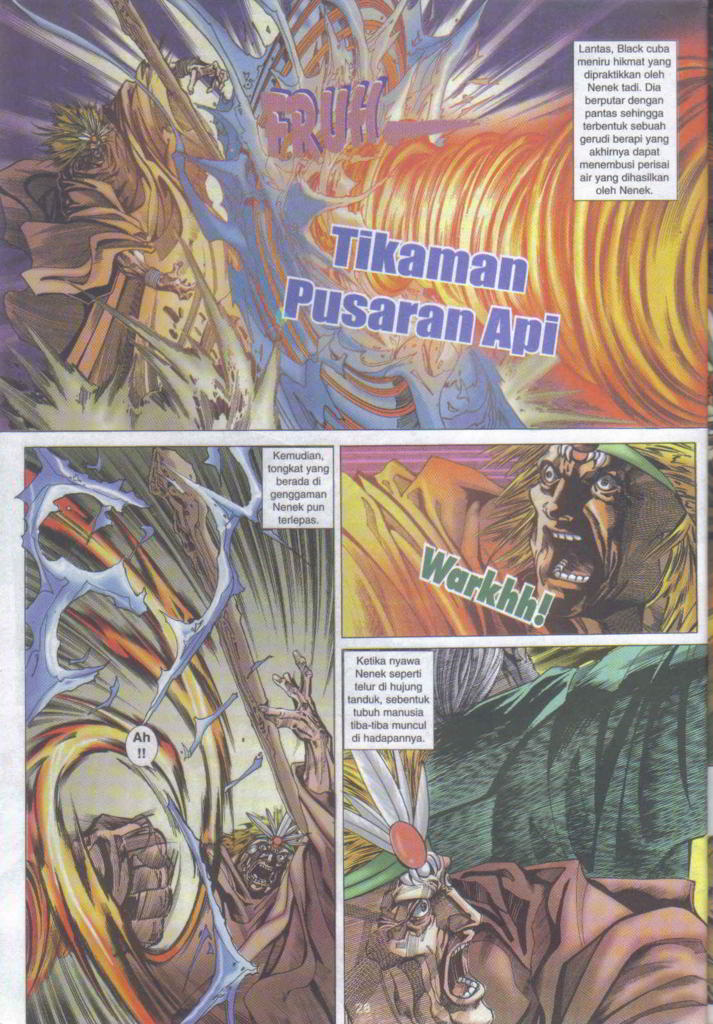 Lantas, Black cuba
meniru hikmat yang
dipraktikkan oleh
Nenek tadi. Dia
berputar dengan
pantas sehingga
terbentuk sebuah
gerudi berapi yang
akhirnya dapat
menembusi perisai
air yang dihasilkan
oleh Nenek.
FRUH
Tikaman
Pusaran Api
Kemudian,
tongkat yang
berada di
genggaman
Nenek pun
terlepas.
Ah
!!
Warkhh!
Ketika nyawa
Nenek seperti
telur di hujung
tanduk, sebentuk
tubuh manusia
tiba-tiba muncul
di hadapannya.
28